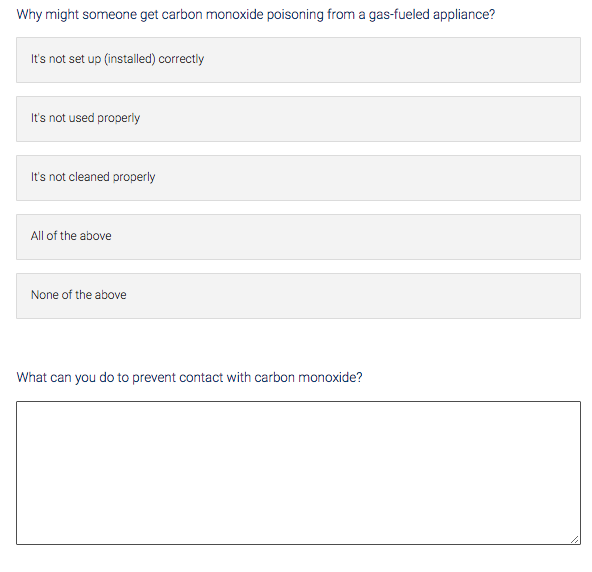 Why might someone get carbon monoxide poisoning from a gas-fueled appliance?
It's not set up (installed) correctly
It's not used properly
It's not cleaned properly
All of the above
None of the above
What can you do to prevent contact with carbon monoxide?